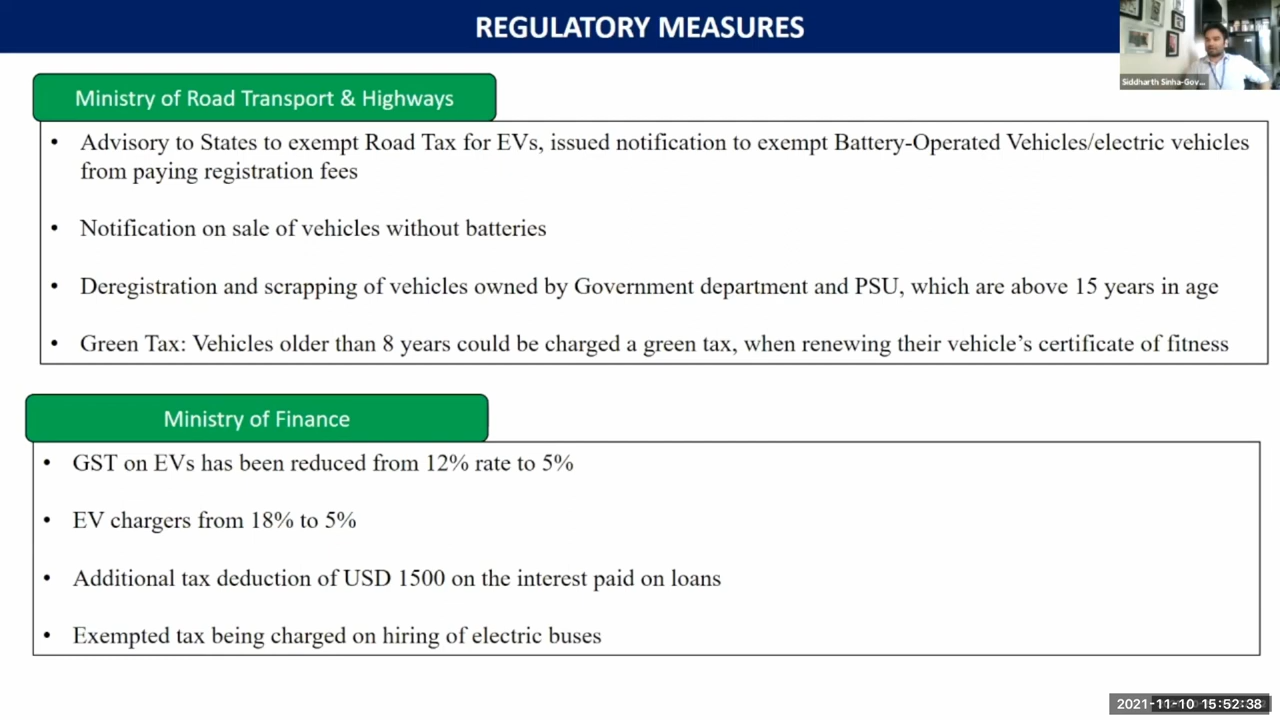 REGULATORY MEASURES
Siddharth Sinha-Gov...
Ministry of Road Transport & Highways
• Advisory to States to exempt Road Tax for EVs, issued notification to exempt Battery-Operated Vehicles/electric vehicles
from paying registration fees
• Notification on sale of vehicles without batteries
• Deregistration and scrapping of vehicles owned by Government department and PSU, which are above 15 years in age
• Green Tax: Vehicles older than 8 years could be charged a green tax, when renewing their vehicle’s certificate of fitness
Ministry of Finance
• GST on EVs has been reduced from 12% rate to 5%
• EV chargers from 18% to 5%
• Additional tax deduction of USD 1500 on the interest paid on loans
• Exempted tax being charged on hiring of electric buses
2021-11-10 15:52:38